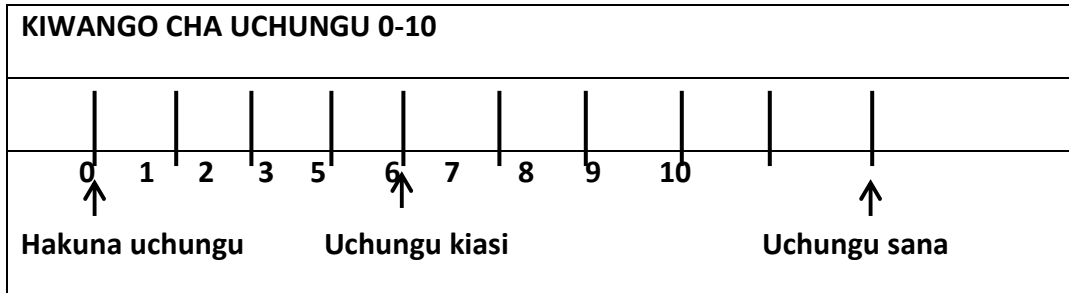 KIWANGO CHA UCHUNGU 0-10
0 1 2 3 5 6 7 8 9 10
Hakuna uchungu Uchungu kiasi Uchungu sana